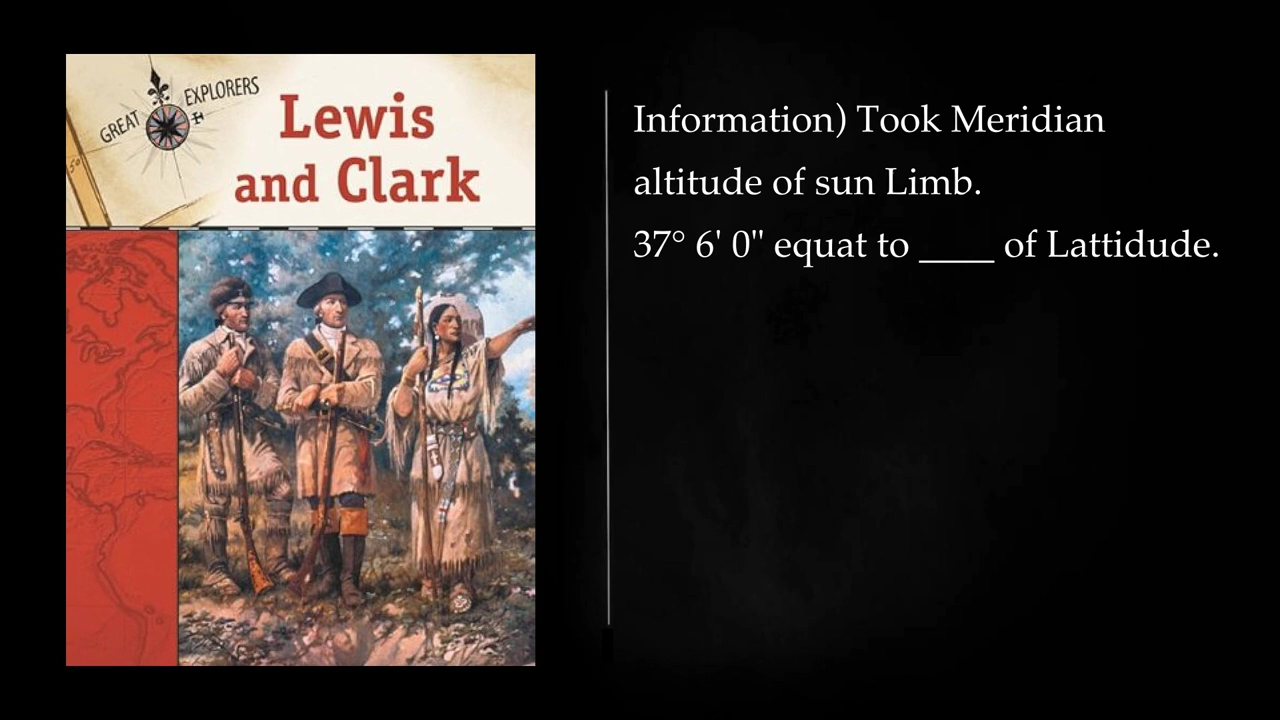 GREAT EXPLORERS
Lewis
and Clark
50
Information) Took Meridian
altitude of sun Limb.
37° 6' 0" equat to ____ of Lattidude.